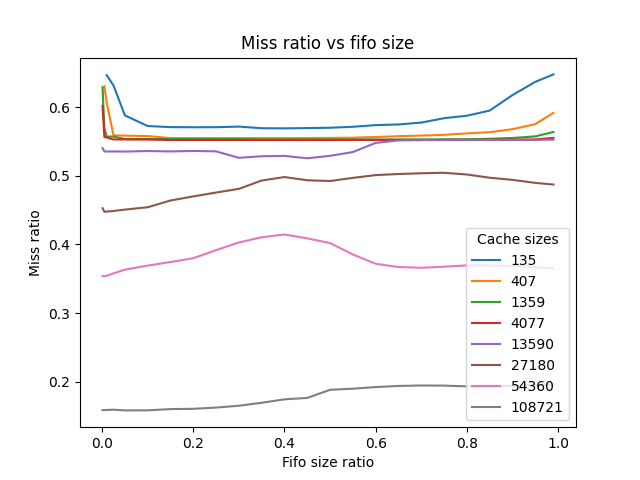 Miss ratio vs fifo size
Miss ratio
0.6
0.5
0.4
0.3
0.2
Cache sizes
135
407
1359
4077
13590
27180
54360
108721
0.0 0.2 0.4 0.6 0.8 1.0
Fifo size ratio